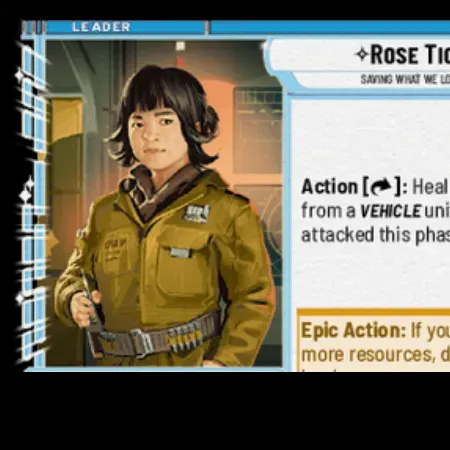 LEADER
ROSE TIC
SAVING WHAT WE LO
Action [ ]: Heal
from a VEHICLE uni
attacked this phas
Epic Action: If you
more resources, d